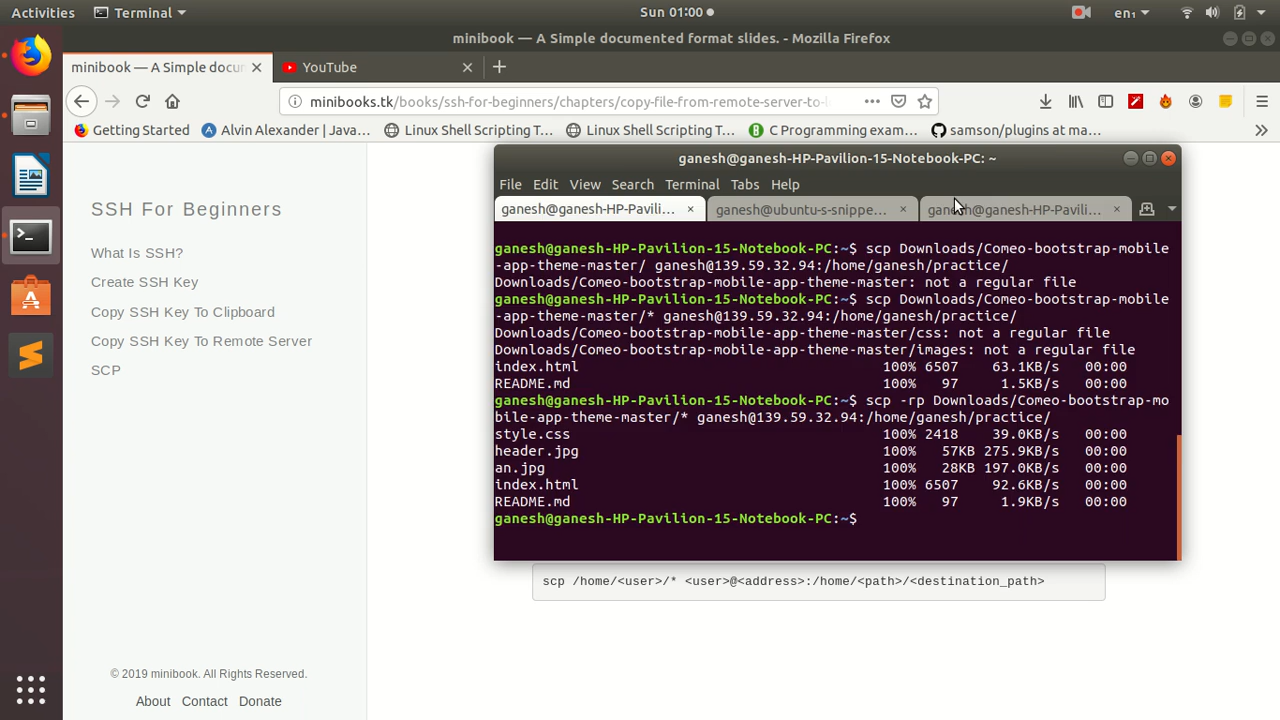 Activities Terminal Sun 01:00 en₁
minibook — A Simple documented format slides. - Mozilla Firefox
minibook — A Simple docu YouTube
minibooks.tk/books/ssh-for-beginners/chapters/copy-file-from-remote-server-to-l
Getting Started Alvin Alexander | Java… Linux Shell Scripting T… Linux Shell Scripting T… C Programming exam… samson/plugins at ma…
SSH For Beginners
What Is SSH?
Create SSH Key
Copy SSH Key To Clipboard
Copy SSH Key To Remote Server
SCP
© 2019 minibook. All Rights Reserved.
About Contact Donate
ganesh@ganesh-HP-Pavilion-15-Notebook-PC: ~
File Edit View Search Terminal Tabs Help
ganesh@ganesh-HP-Pavili… ganesh@ubuntu-s-snippe… ganesh@ganesh-HP-Pavili…
ganesh@ganesh-HP-Pavilion-15-Notebook-PC:~$ scp Downloads/Comeo-bootstrap-mobile
-app-theme-master/ ganesh@139.59.32.94:/home/ganesh/practice/
Downloads/Comeo-bootstrap-mobile-app-theme-master: not a regular file
ganesh@ganesh-HP-Pavilion-15-Notebook-PC:~$ scp Downloads/Comeo-bootstrap-mobile
-app-theme-master/* ganesh@139.59.32.94:/home/ganesh/practice/
Downloads/Comeo-bootstrap-mobile-app-theme-master/css: not a regular file
Downloads/Comeo-bootstrap-mobile-app-theme-master/images: not a regular file
index.html 100% 6507 63.1KB/s 00:00
README.md 100% 97 1.5KB/s 00:00
ganesh@ganesh-HP-Pavilion-15-Notebook-PC:~$ scp -rp Downloads/Comeo-bootstrap-mo
bile-app-theme-master/* ganesh@139.59.32.94:/home/ganesh/practice/
style.css 100% 2418 39.0KB/s 00:00
header.jpg 100% 57KB 275.9KB/s 00:00
an.jpg 100% 28KB 197.0KB/s 00:00
index.html 100% 6507 92.6KB/s 00:00
README.md 100% 97 1.9KB/s 00:00
ganesh@ganesh-HP-Pavilion-15-Notebook-PC:~$
scp /home/<user>/* <user>@<address>:/home/<path>/<destination_path>